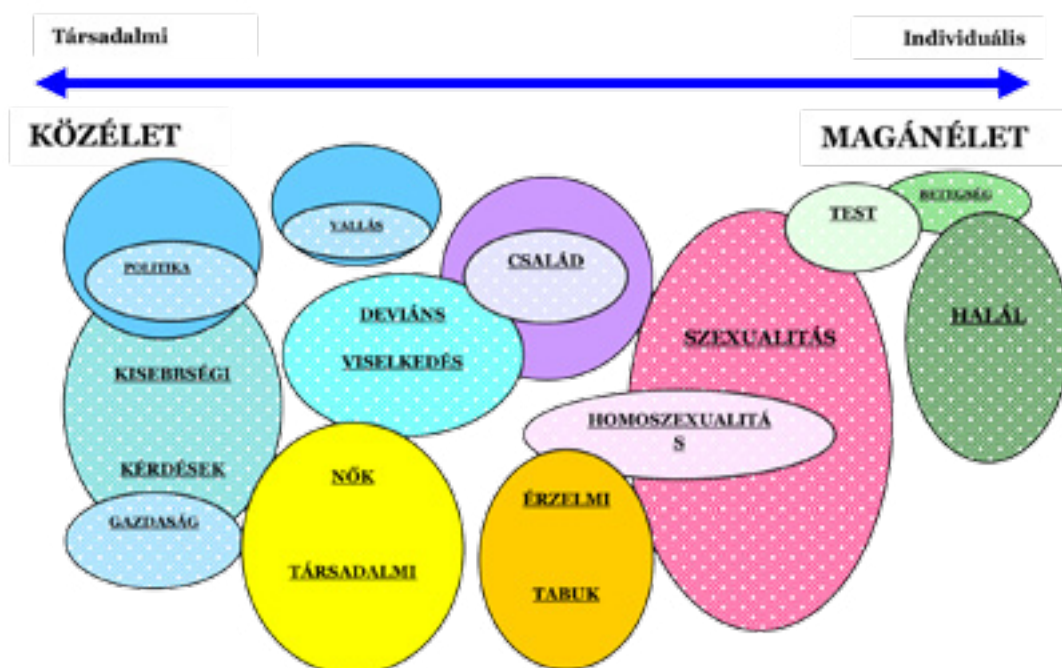 Társadalmi
Individuális
KÖZÉLET
MAGÁNÉLET
BETEGSÉG
TEST
VALLÁS
POLITIKA
CSALÁD
DEVIÁNS
VISELKEDÉS
SZEXUALITÁS
HALÁL
KISEBBSÉGI
KÉRDÉSEK
HOMOSZEXUALITÁ
S
NŐK
TÁRSADALMI
ÉRZELMI
TABUK
GAZDASÁG